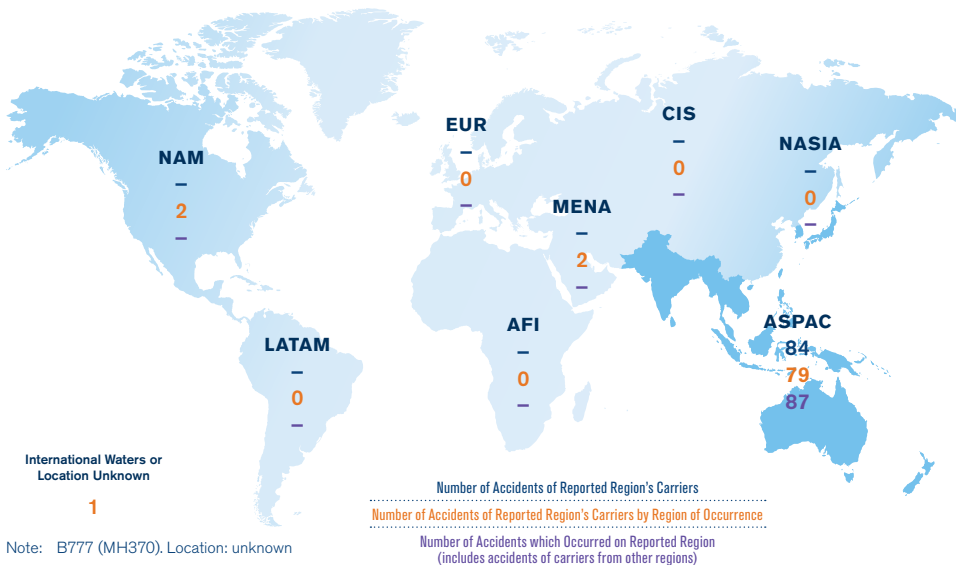 CIS
–
0
–
EUR
–
0
–
NASIA
–
0
–
NAM
–
2
–
MENA
–
2
–
ASPAC
84
79
87
AFI
–
0
–
LATAM
–
0
–
International Waters or
Location Unknown
1
Note: B777 (MH370). Location: unknown
Number of Accidents of Reported Region's Carriers
Number of Accidents of Reported Region's Carriers by Region of Occurrence
Number of Accidents which Occurred on Reported Region
(includes accidents of carriers from other regions)